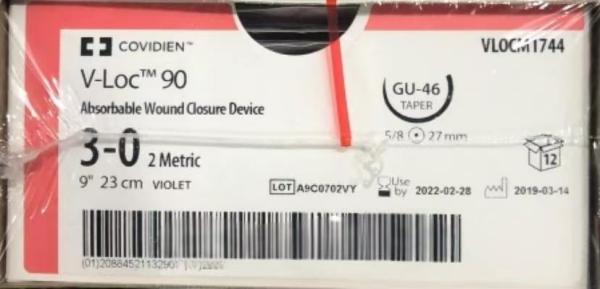 COVIDIEN™
VLOCM1744
V-Loc™ 90
Absorbable Wound Closure Device
GU-46
TAPER
5/8 27 mm
3-0 2 Metric
12
9" 23 cm VIOLET
LOT A9C0702VY
Use by 2022-02-28
2019-03-14